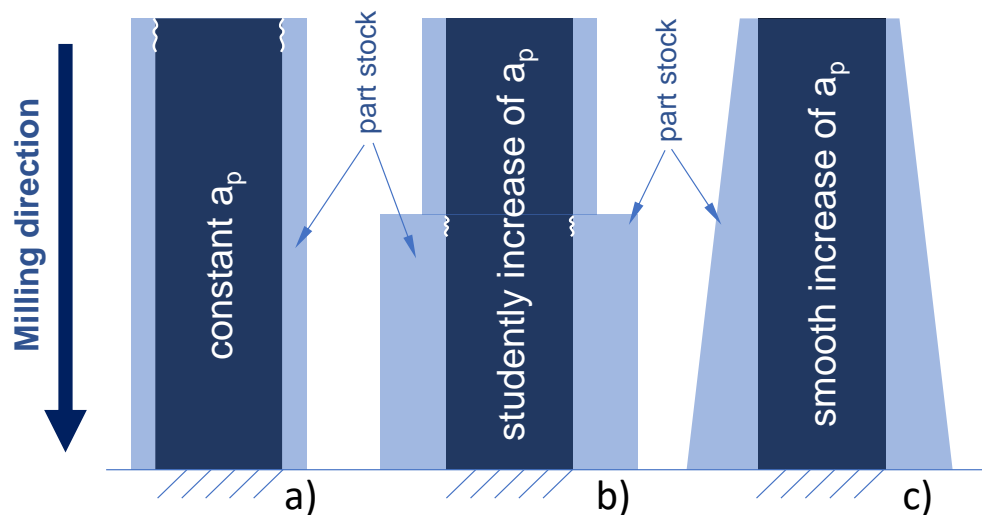 Milling direction
constant ap
part stock
studently increase of ap
part stock
smooth increase of ap
a)
b)
c)